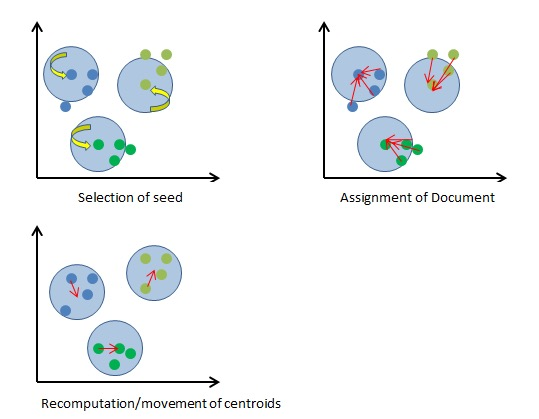 Selection of seed
Assignment of Document
Recomputation/movement of centroids